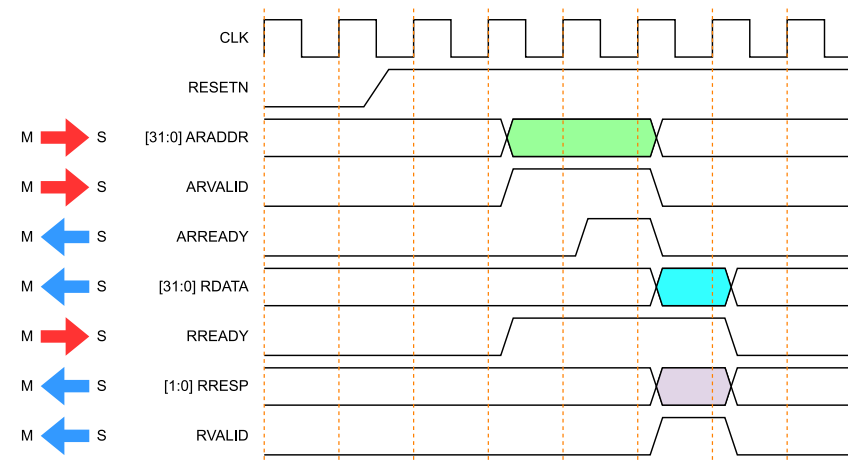 CLK
RESETN
M S [31:0] ARADDR
M S ARVALID
M S ARREADY
M S [31:0] RDATA
M S RREADY
M S [1:0] RRESP
M S RVALID